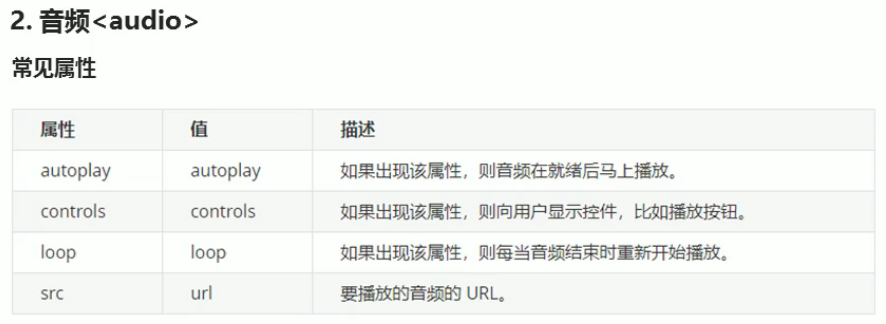 2. 音频<audio>
常见属性
属性 值 描述
autoplay autoplay 如果出现该属性，则音频在就绪后马上播放。
controls controls 如果出现该属性，则向用户显示控件，比如播放按钮。
loop loop 如果出现该属性，则每当音频结束时重新开始播放。
src url 要播放的音频的 URL。